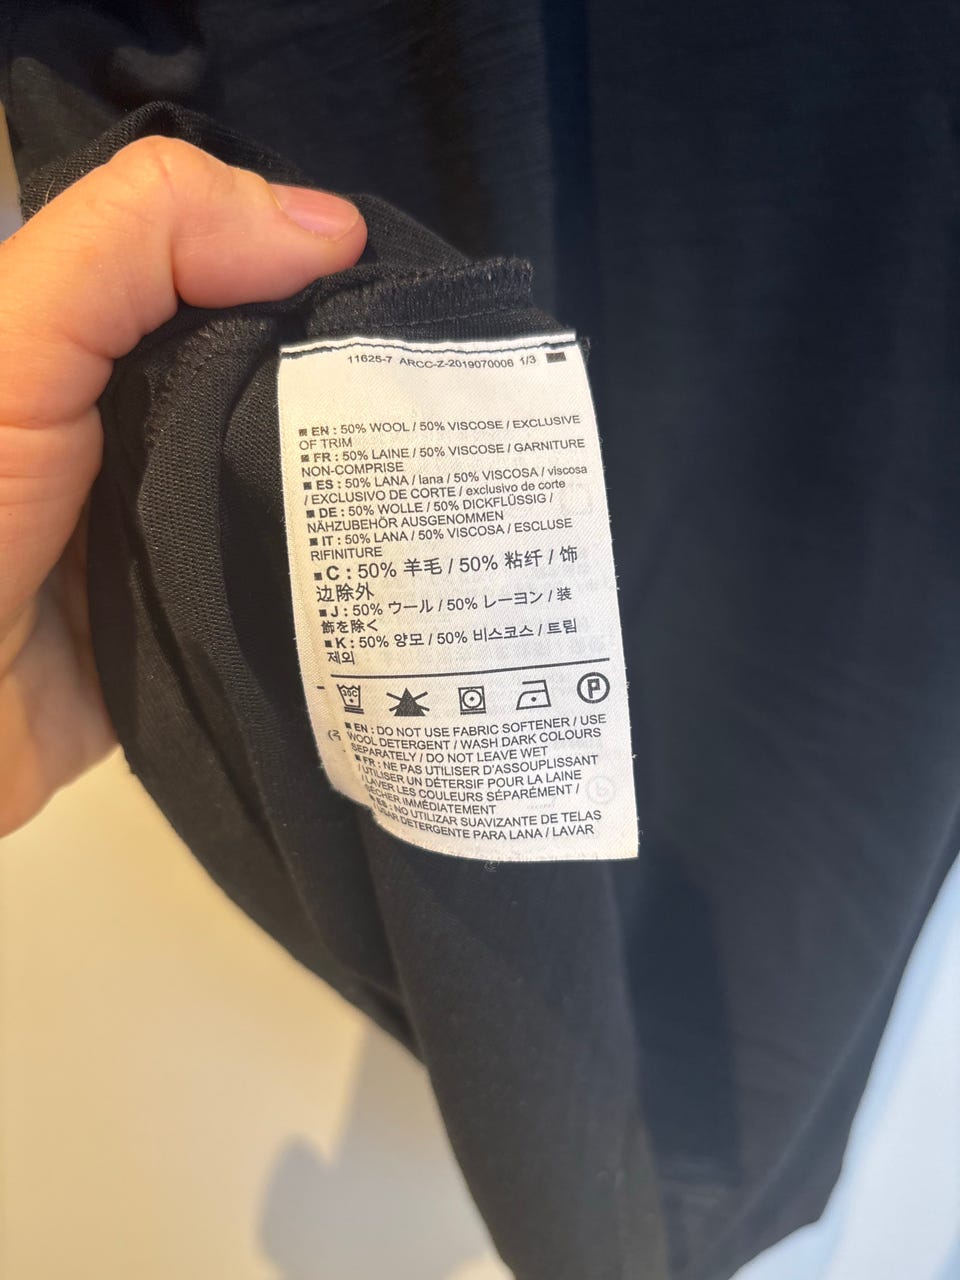 11625-7 ARCC-Z-2019070006 1/3
EN : 50% WOOL / 50% VISCOSE / EXCLUSIVE
OF TRIM
FR : 50% LAINE / 50% VISCOSE / GARNITURE
NON-COMPRISE
ES : 50% LANA / lana / 50% VISCOSA / viscosa
/ EXCLUSIVO DE CORTE / exclusivo de corte
DE : 50% WOLLE / 50% DICKFLÜSSIG /
NÄHZUBEHÖR AUSGENOMMEN
IT : 50% LANA / 50% VISCOSA / ESCLUSE
RIFINITURE
C : 50% 羊毛 / 50% 粘纤 / 饰
边除外
J : 50% ウール / 50% レーヨン / 装
飾を除く
K : 50% 양모 / 50% 비스코스 / 트림
제외
30C P
EN : DO NOT USE FABRIC SOFTENER / USE
WOOL DETERGENT / WASH DARK COLOURS
SEPARATELY / DO NOT LEAVE WET
FR : NE PAS UTILISER D'ASSOUPLISSANT
/ UTILISER UN DÉTERSIF POUR LA LAINE
/ LAVER LES COULEURS SÉPARÉMENT /
SÉCHER IMMÉDIATEMENT
ES : NO UTILIZAR SUAVIZANTE DE TELAS
/ USAR DETERGENTE PARA LANA / LAVAR